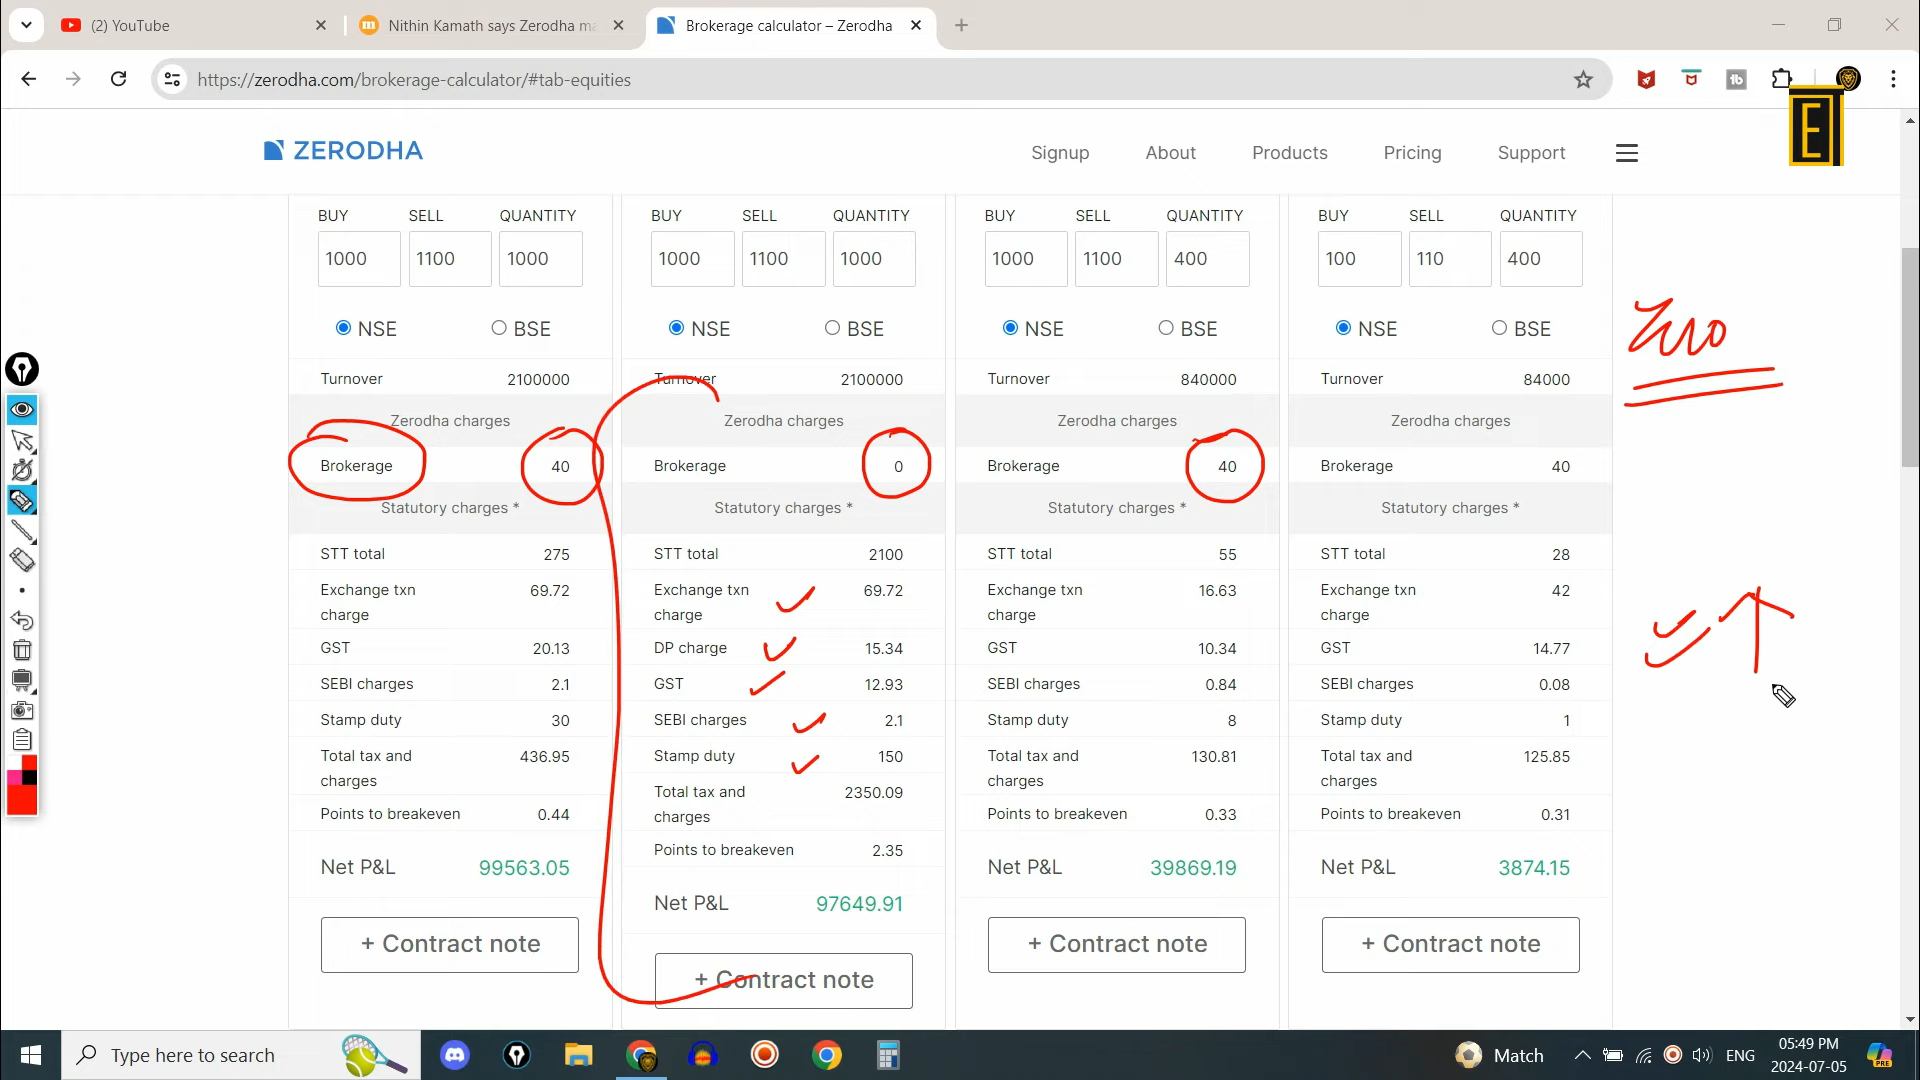 (2) YouTube
Nithin Kamath says Zerodha ma
Brokerage calculator – Zerodha
https://zerodha.com/brokerage-calculator/#tab-equities
E
ZERODHA
Signup About Products Pricing Support
BUY SELL QUANTITY
1000 1100 1000
NSE BSE
Turnover 2100000
Zerodha charges
Brokerage 40
Statutory charges *
STT total 275
Exchange txn
charge 69.72
GST 20.13
SEBI charges 2.1
Stamp duty 30
Total tax and
charges 436.95
Points to breakeven 0.44
Net P&L 99563.05
+ Contract note
BUY SELL QUANTITY
1000 1100 1000
NSE BSE
Turnover 2100000
Zerodha charges
Brokerage 0
Statutory charges *
STT total 2100
Exchange txn
charge 69.72
DP charge 15.34
GST 12.93
SEBI charges 2.1
Stamp duty 150
Total tax and
charges 2350.09
Points to breakeven 2.35
Net P&L 97649.91
+ Contract note
BUY SELL QUANTITY
1000 1100 400
NSE BSE
Turnover 840000
Zerodha charges
Brokerage 40
Statutory charges *
STT total 55
Exchange txn
charge 16.63
GST 10.34
SEBI charges 0.84
Stamp duty 8
Total tax and
charges 130.81
Points to breakeven 0.33
Net P&L 39869.19
+ Contract note
BUY SELL QUANTITY
100 110 400
NSE BSE
Turnover 84000
Zerodha charges
Brokerage 40
Statutory charges *
STT total 28
Exchange txn
charge 42
GST 14.77
SEBI charges 0.08
Stamp duty 1
Total tax and
charges 125.85
Points to breakeven 0.31
Net P&L 3874.15
+ Contract note
Zero
Type here to search
Match
ENG
05:49 PM
2024-07-05